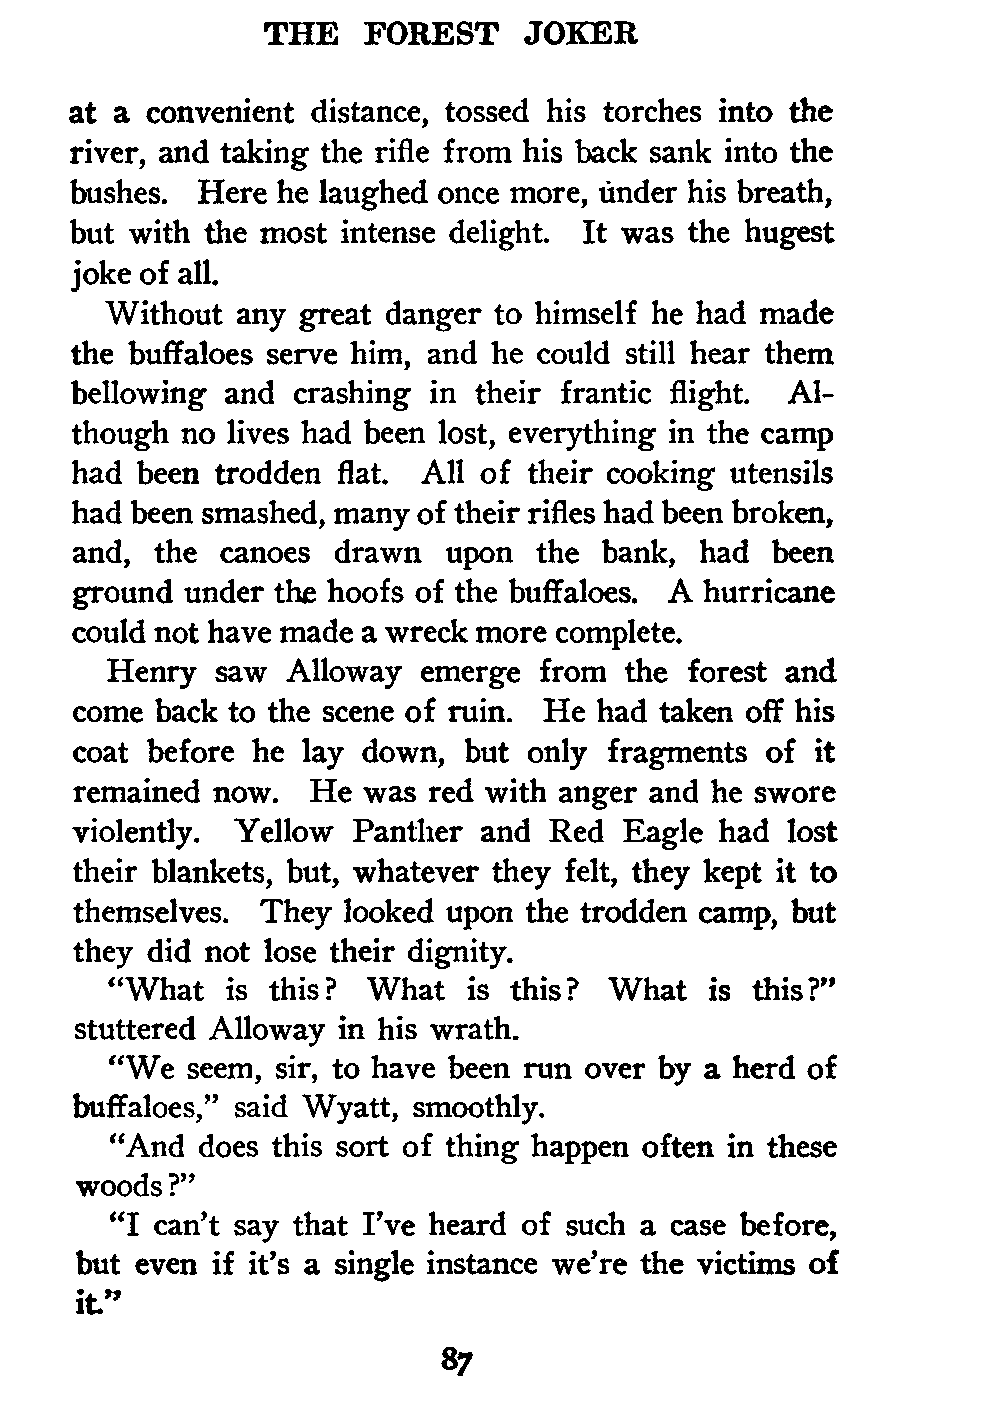 THE FOREST JOKER
at a convenient distance, tossed his torches into the
river, and taking the rifle from his back sank into the
bushes. Here he laughed once more, under his breath,
but with the most intense delight. It was the hugest
joke of all.
Without any great danger to himself he had made
the buffaloes serve him, and he could still hear them
bellowing and crashing in their frantic flight. Al-
though no lives had been lost, everything in the camp
had been trodden flat. All of their cooking utensils
had been smashed, many of their rifles had been broken,
and, the canoes drawn upon the bank, had been
ground under the hoofs of the buffaloes. A hurricane
could not have made a wreck more complete.
Henry saw Alloway emerge from the forest and
come back to the scene of ruin. He had taken off his
coat before he lay down, but only fragments of it
remained now. He was red with anger and he swore
violently. Yellow Panther and Red Eagle had lost
their blankets, but, whatever they felt, they kept it to
themselves. They looked upon the trodden camp, but
they did not lose their dignity.
“What is this? What is this? What is this?”
stuttered Alloway in his wrath.
“We seem, sir, to have been run over by a herd of
buffaloes,” said Wyatt, smoothly.
“And does this sort of thing happen often in these
woods?”
“I can’t say that I’ve heard of such a case before,
but even if it’s a single instance we’re the victims of
it.”
87